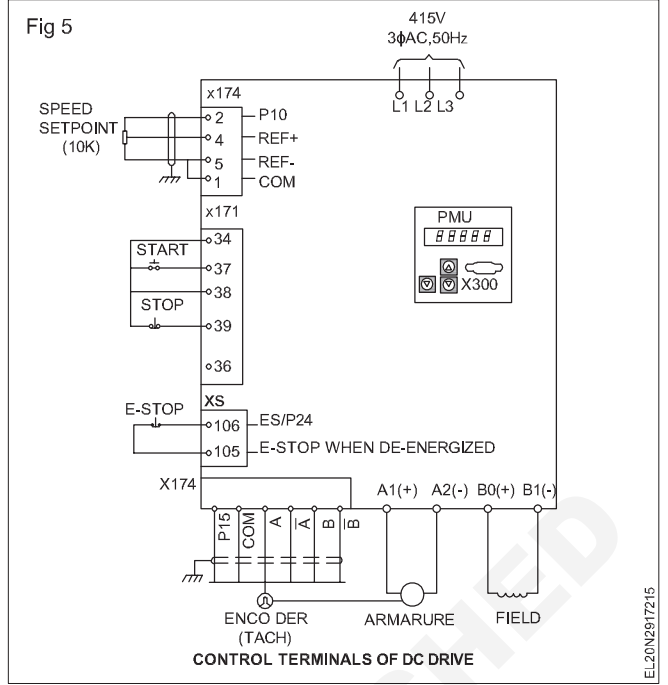 Fig 5
415V
3ϕAC,50Hz
L1 L2 L3
x174
SPEED
SETPOINT
(10K)
2 P10
4 REF+
5 REF-
1 COM
x171
34
START
37
38
STOP
39
36
PMU
88888
X300
XS
E-STOP
106 ES/P24
105 E-STOP WHEN DE-ENERGIZED
X174
P15 COM A A̅ B B̅
A1(+) A2(-) B0(+) B1(-)
ENCO DER
(TACH)
ARMARURE
FIELD
CONTROL TERMINALS OF DC DRIVE
EL20N2917215
SHED